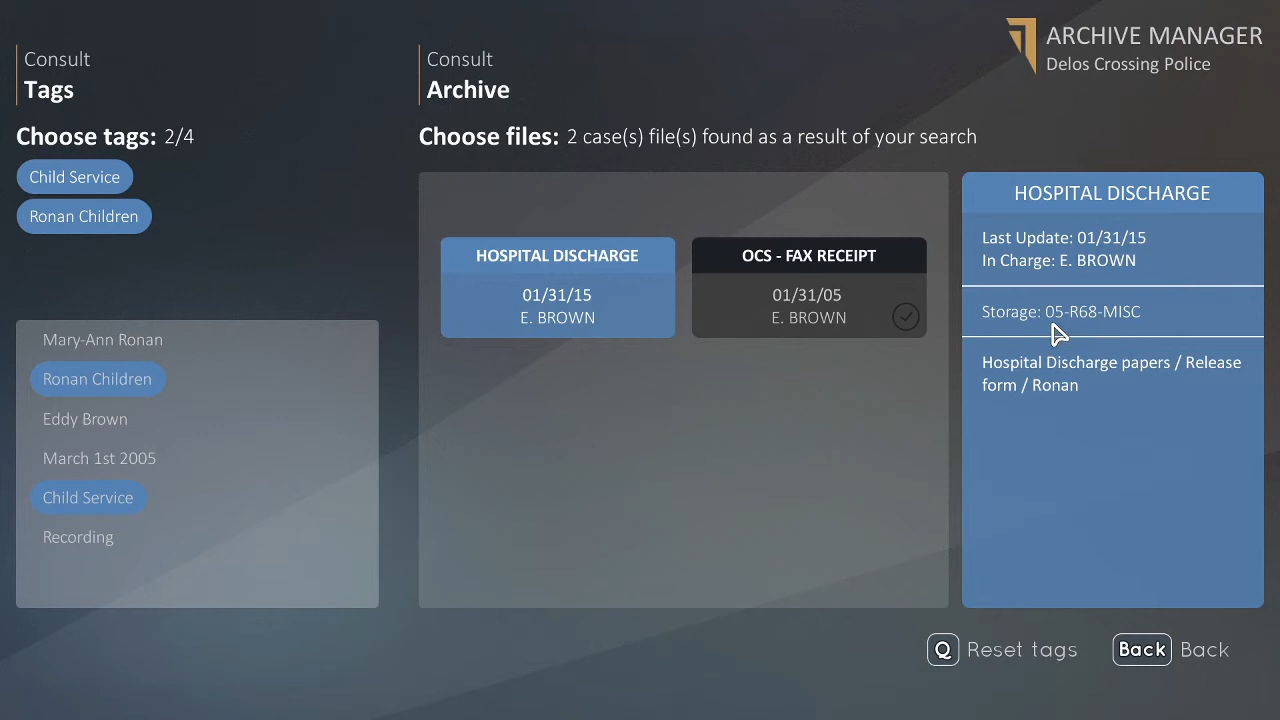 ARCHIVE MANAGER
Delos Crossing Police
Consult
Tags
Choose tags: 2/4
Child Service
Ronan Children
Mary-Ann Ronan
Ronan Children
Eddy Brown
March 1st 2005
Child Service
Recording
Consult
Archive
Choose files: 2 case(s) file(s) found as a result of your search
HOSPITAL DISCHARGE
01/31/15
E. BROWN
OCS - FAX RECEIPT
01/31/05
E. BROWN
HOSPITAL DISCHARGE
Last Update: 01/31/15
In Charge: E. BROWN
Storage: 05-R68-MISC
Hospital Discharge papers / Release
form / Ronan
Q Reset tags
Back Back